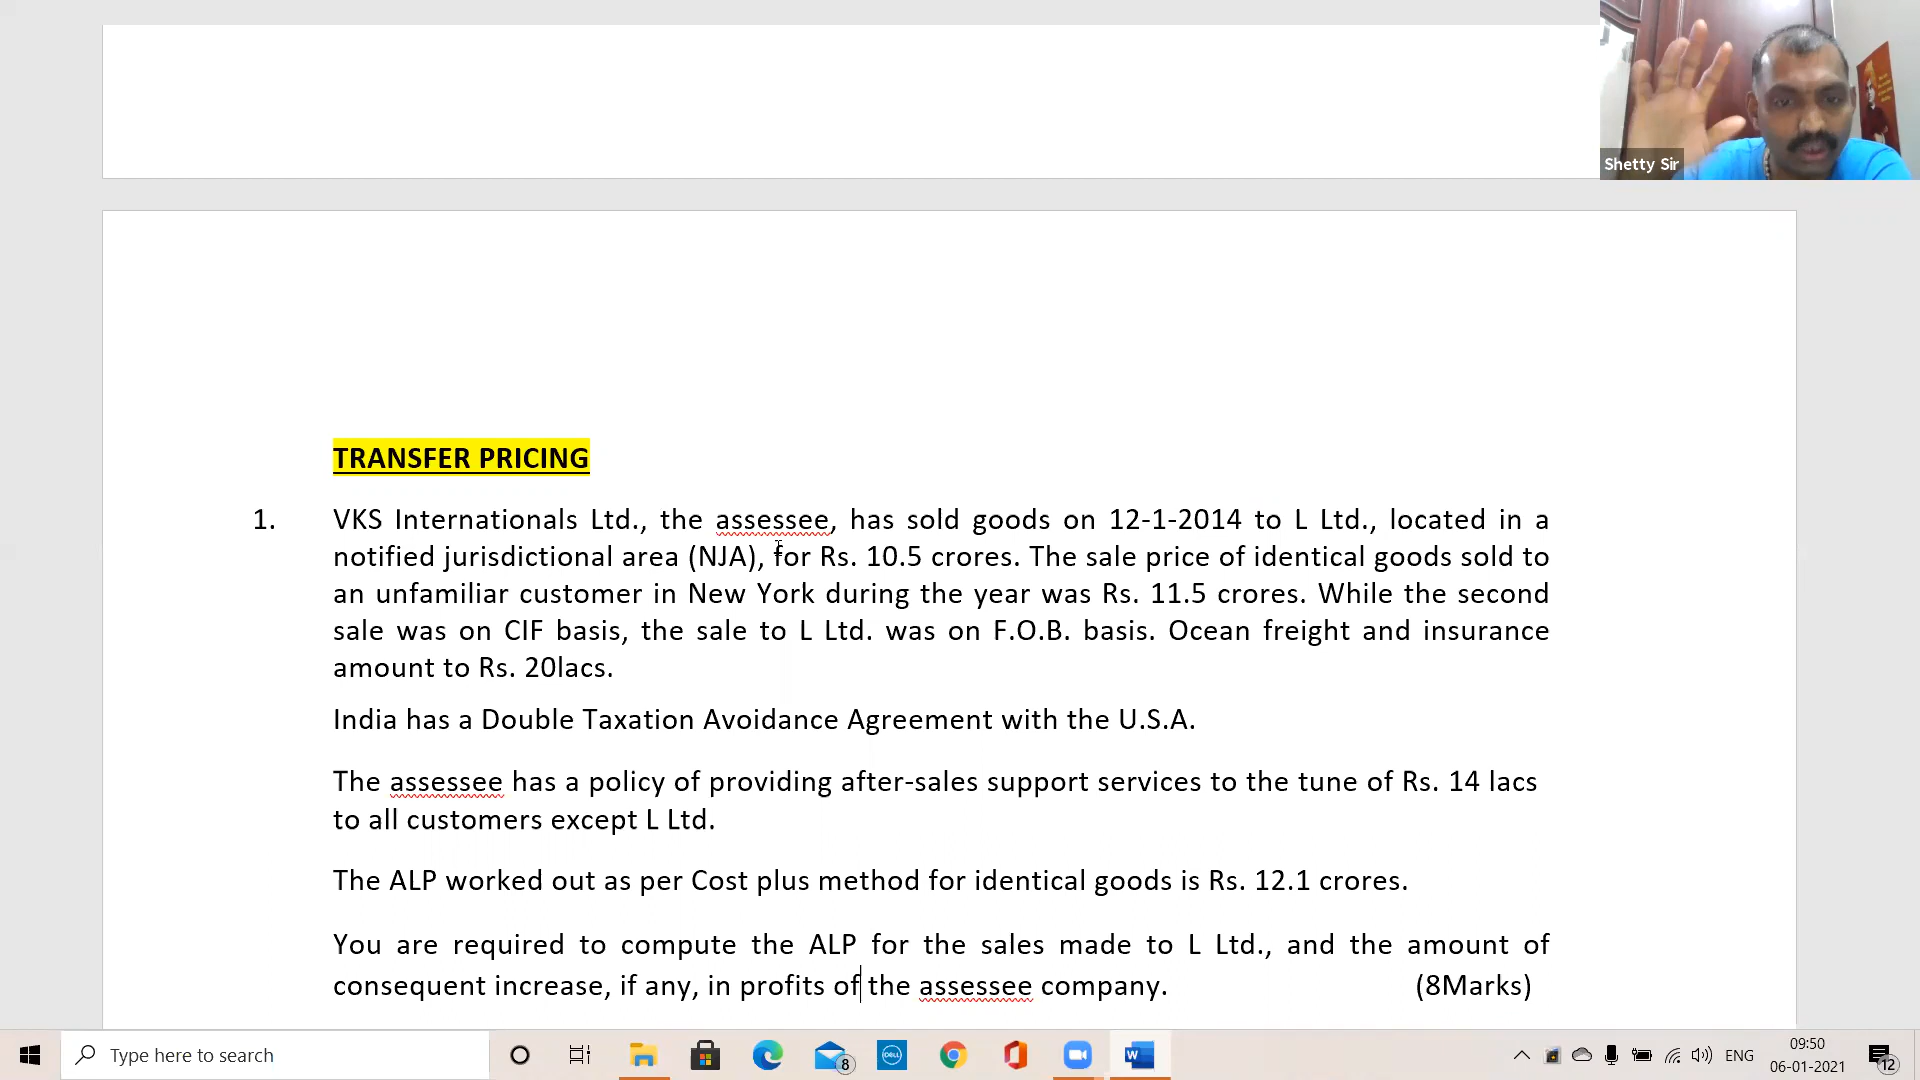 Shetty Sir
TRANSFER PRICING
1. VKS Internationals Ltd., the assessee, has sold goods on 12-1-2014 to L Ltd., located in a
notified jurisdictional area (NJA), for Rs. 10.5 crores. The sale price of identical goods sold to
an unfamiliar customer in New York during the year was Rs. 11.5 crores. While the second
sale was on CIF basis, the sale to L Ltd. was on F.O.B. basis. Ocean freight and insurance
amount to Rs. 20lacs.
India has a Double Taxation Avoidance Agreement with the U.S.A.
The assessee has a policy of providing after-sales support services to the tune of Rs. 14 lacs
to all customers except L Ltd.
The ALP worked out as per Cost plus method for identical goods is Rs. 12.1 crores.
You are required to compute the ALP for the sales made to L Ltd., and the amount of
consequent increase, if any, in profits of the assessee company. (8Marks)
Type here to search
8
DELL
W
ENG
09:50
06-01-2021
12